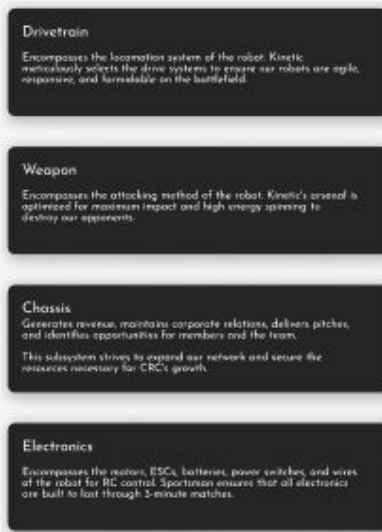 Drivetrain
Encompasses the locomotion system of the robot. Kinetic
meticulously selects the drive systems to ensure our robots are agile,
responsive, and formidable on the battlefield.
Weapon
Encompasses the attacking method of the robot. Kinetic's arsenal is
optimized for maximum impact and high energy spinning to
destroy our opponents.
Chassis
Generates revenue, maintains corporate relations, delivers pitches,
and identifies opportunities for members and the team.
This subsystem strives to expand our network and secure the
resources necessary for CRC's growth.
Electronics
Encompasses the motors, ESCs, batteries, power switches, and wires
of the robot for RC control. Sportsman ensures that all electronics
are built to last through 3-minute matches.